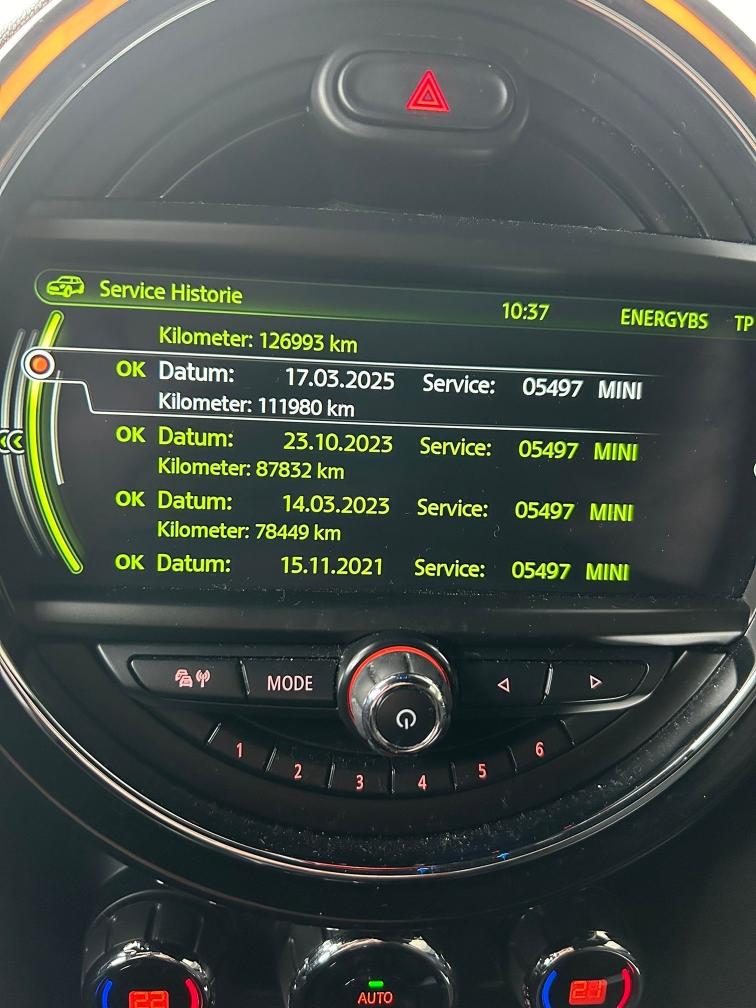 Service Historie 10:37 ENERGYBS TP
Kilometer: 126993 km
OK Datum: 17.03.2025 Service: 05497 MINI
Kilometer: 111980 km
OK Datum: 23.10.2023 Service: 05497 MINI
Kilometer: 87832 km
OK Datum: 14.03.2023 Service: 05497 MINI
Kilometer: 78449 km
OK Datum: 15.11.2021 Service: 05497 MINI
MODE
1 2 3 4 5 6
22 AUTO